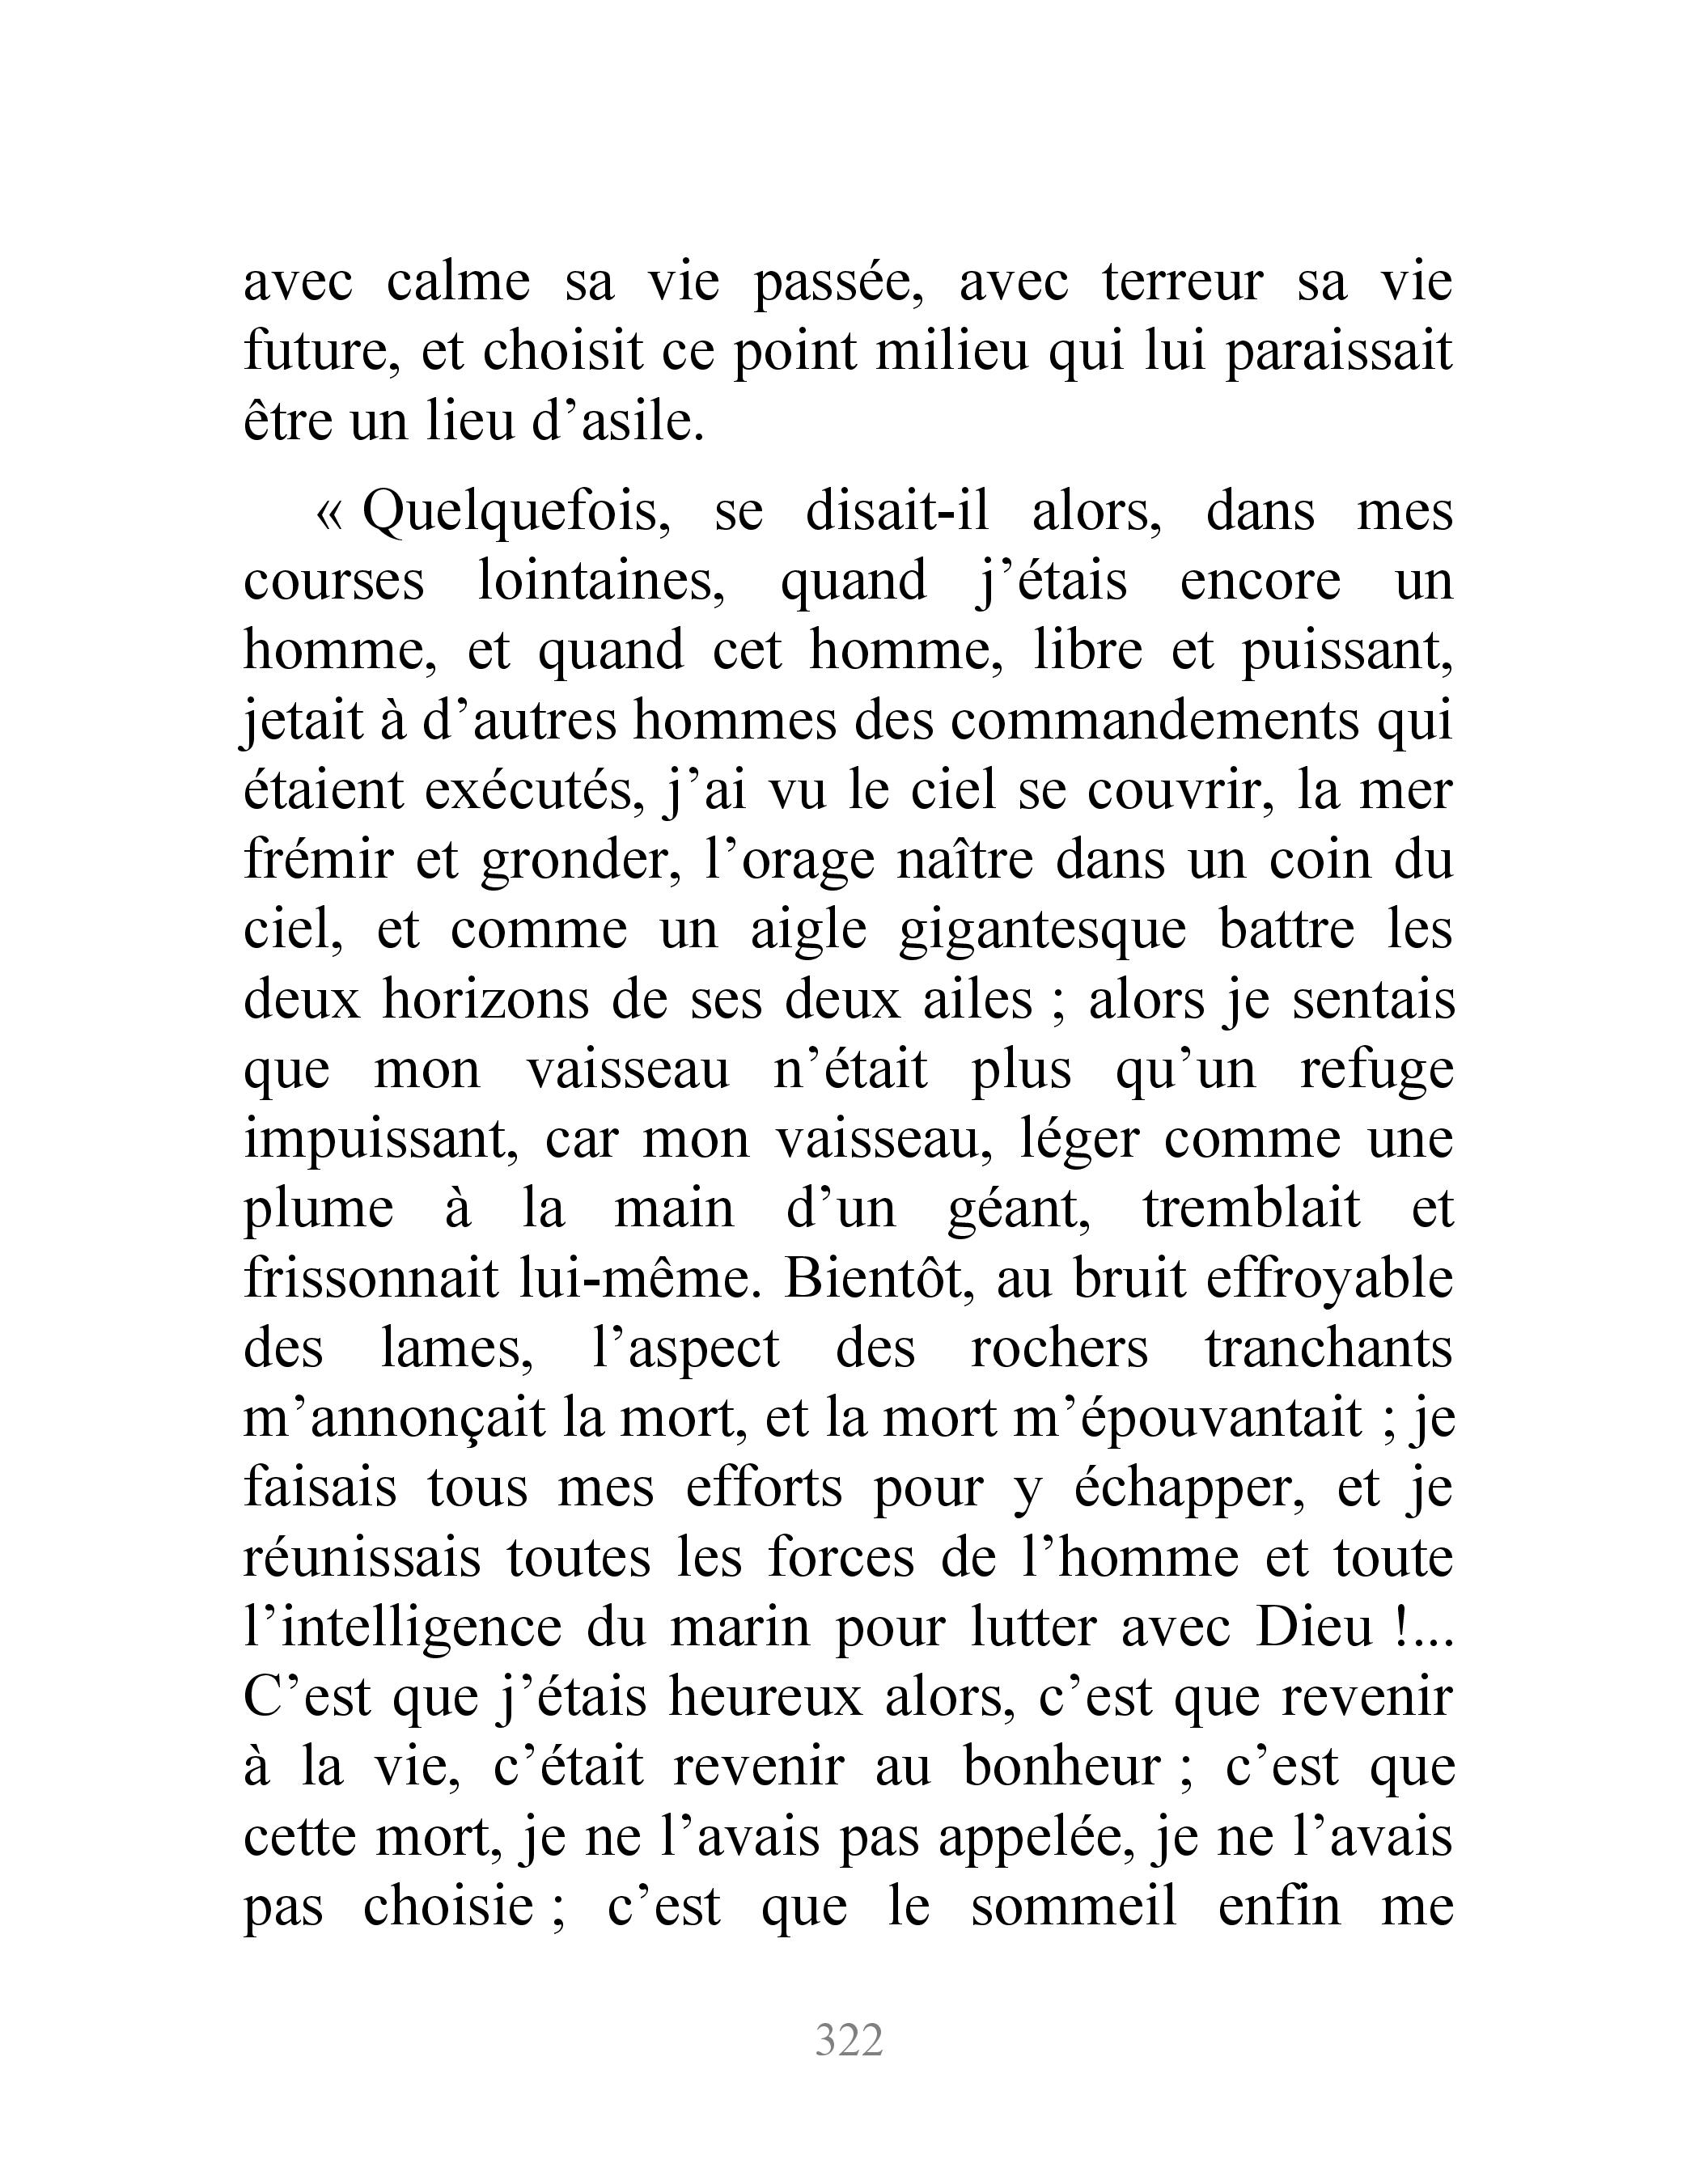 avec calme sa vie passée, avec terreur sa vie
future, et choisit ce point milieu qui lui paraissait
être un lieu d’asile.
« Quelquefois, se disait-il alors, dans mes
courses lointaines, quand j’étais encore un
homme, et quand cet homme, libre et puissant,
jetait à d’autres hommes des commandements qui
étaient exécutés, j’ai vu le ciel se couvrir, la mer
frémir et gronder, l’orage naître dans un coin du
ciel, et comme un aigle gigantesque battre les
deux horizons de ses deux ailes ; alors je sentais
que mon vaisseau n’était plus qu’un refuge
impuissant, car mon vaisseau, léger comme une
plume à la main d’un géant, tremblait et
frissonnait lui-même. Bientôt, au bruit effroyable
des lames, l’aspect des rochers tranchants
m’annonçait la mort, et la mort m’épouvantait ; je
faisais tous mes efforts pour y échapper, et je
réunissais toutes les forces de l’homme et toute
l’intelligence du marin pour lutter avec Dieu !...
C’est que j’étais heureux alors, c’est que revenir
à la vie, c’était revenir au bonheur ; c’est que
cette mort, je ne l’avais pas appelée, je ne l’avais
pas choisie ; c’est que le sommeil enfin me
322